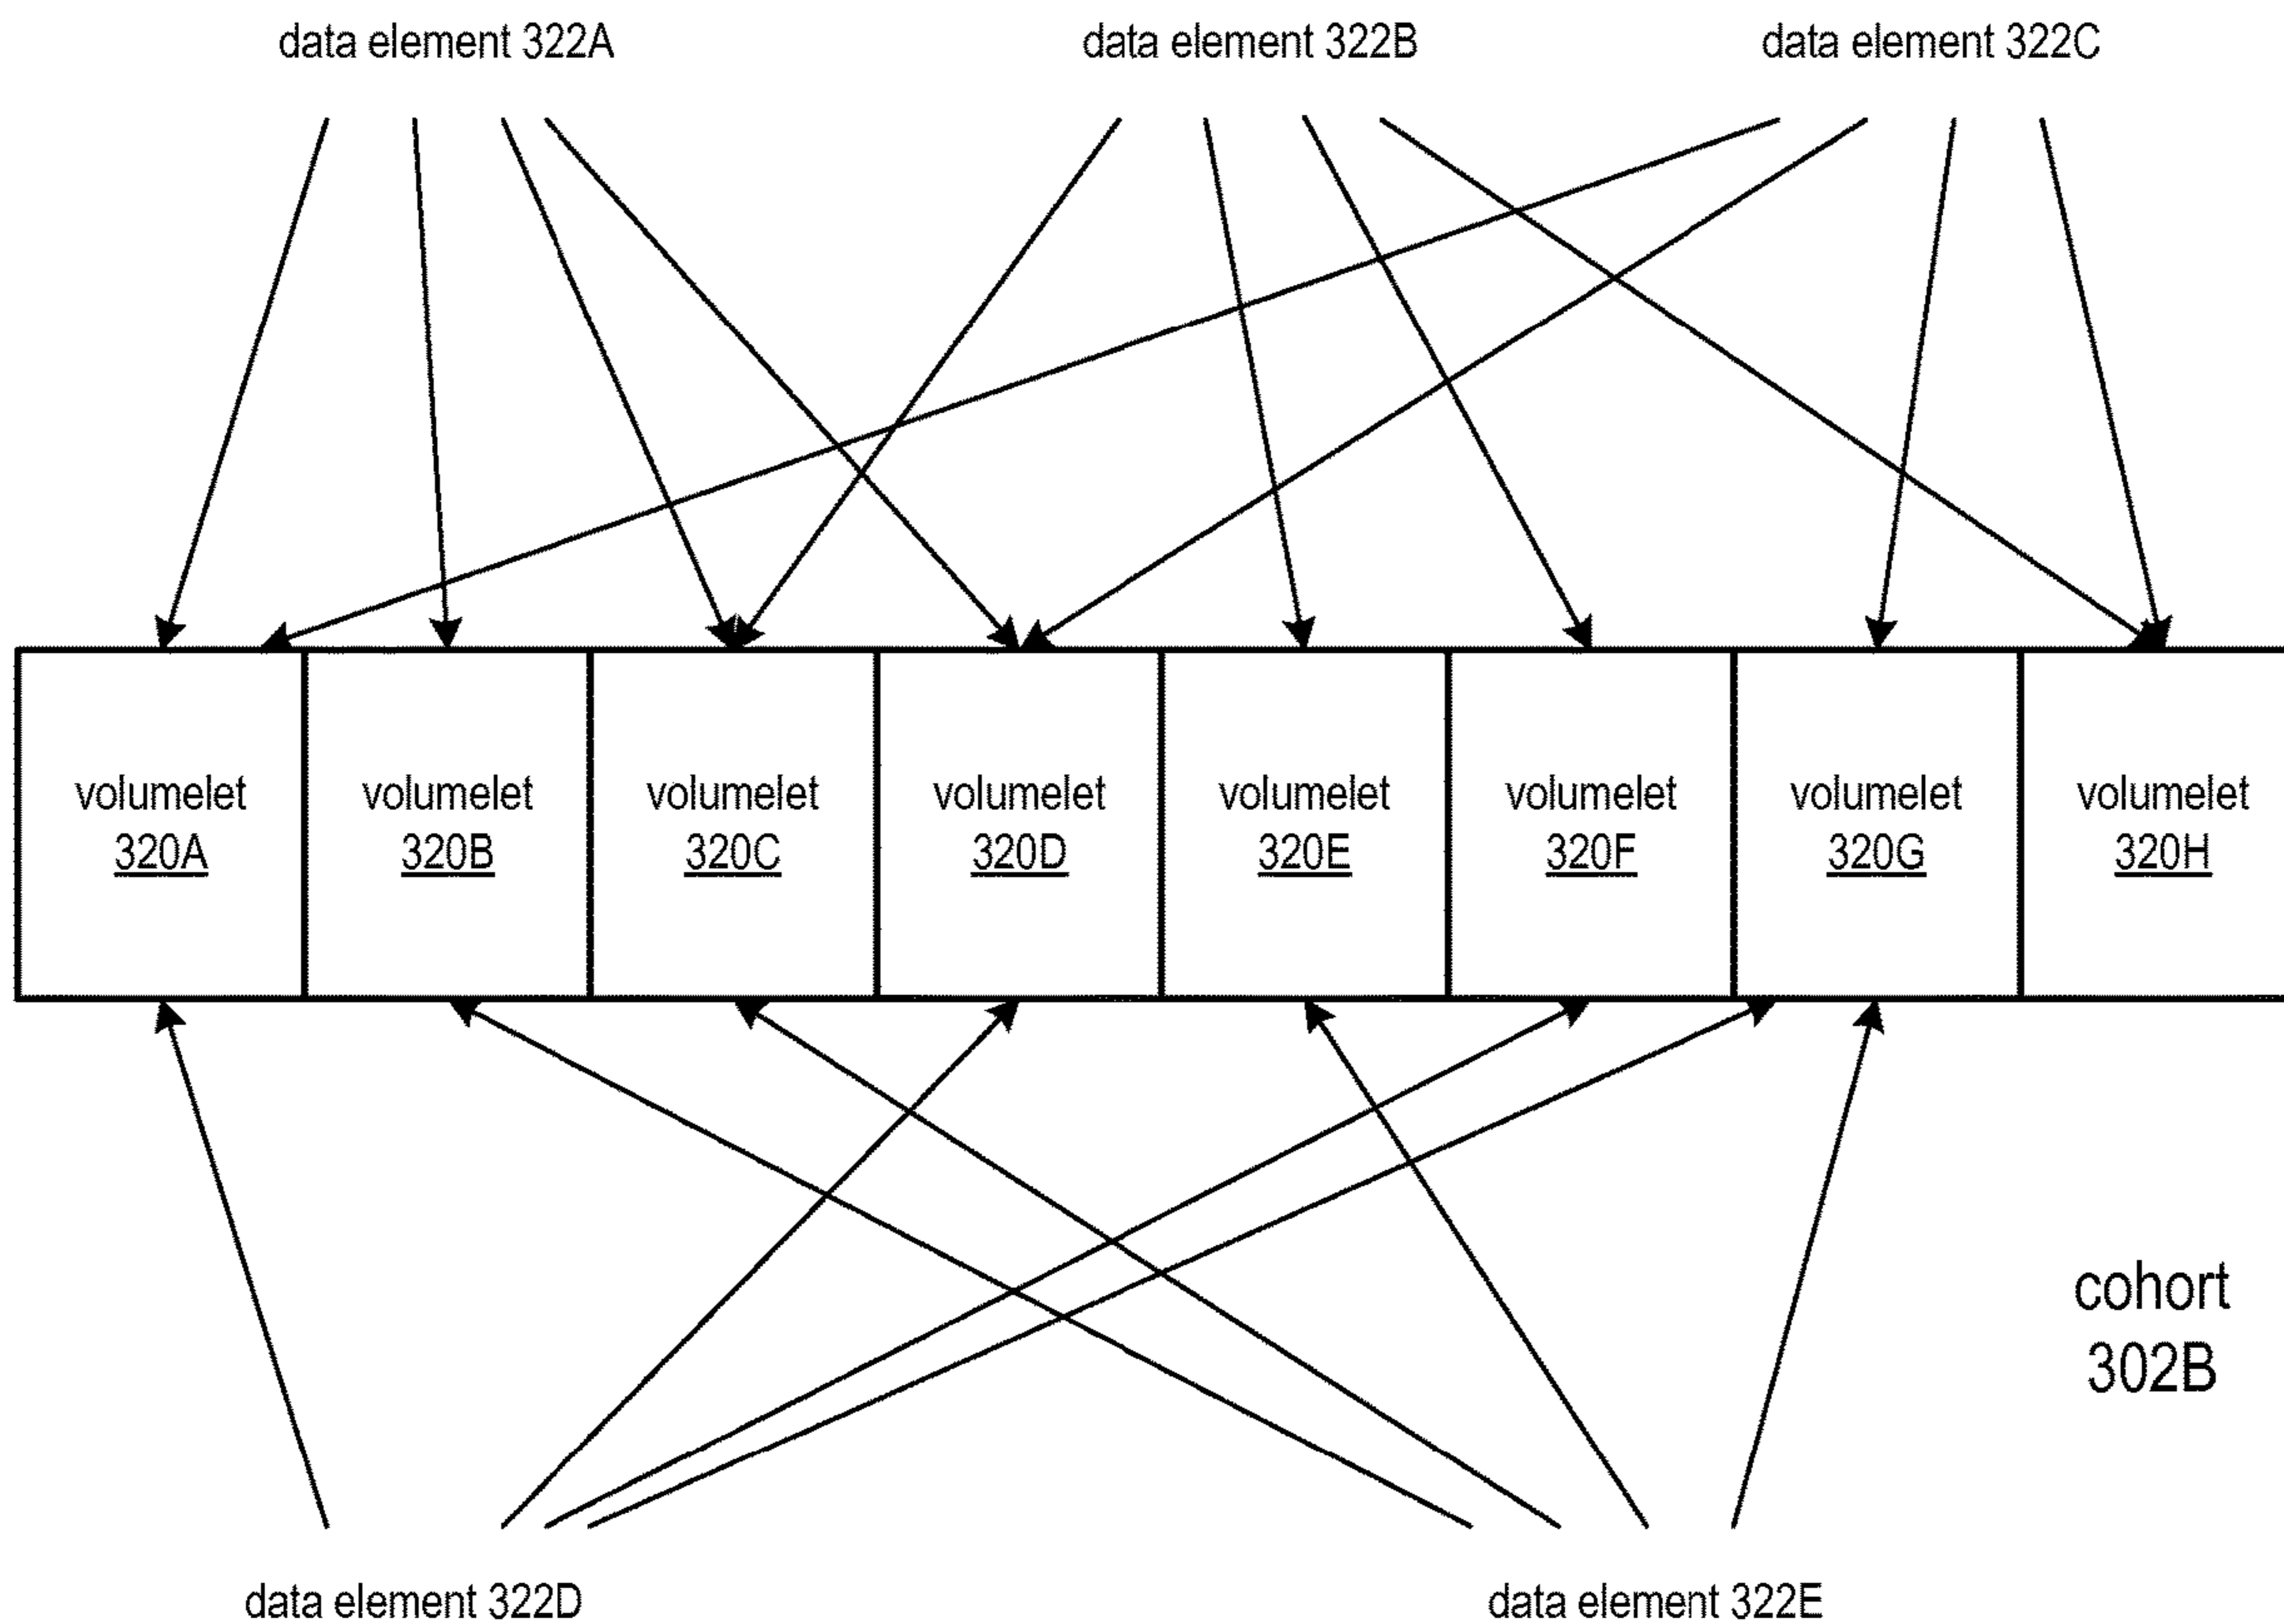 data element 322A
data element 322B
data element 322C
volumelet
320A
volumelet
320B
volumelet
320C
volumelet
320D
volumelet
320E
volumelet
320F
volumelet
320G
volumelet
320H
cohort
302B
data element 322D
data element 322E